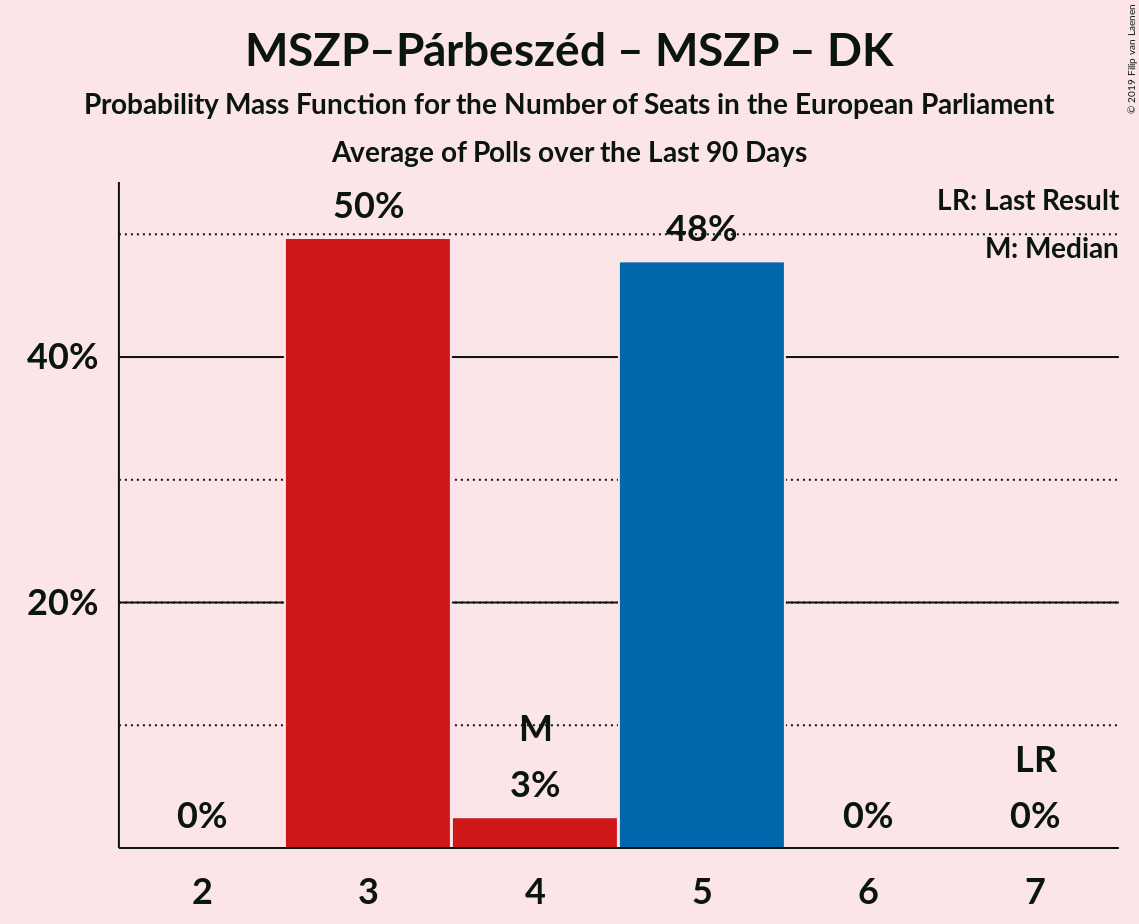 MSZP–Párbeszéd – MSZP – DK
Probability Mass Function for the Number of Seats in the European Parliament
Average of Polls over the Last 90 Days
© 2019 Filip van Laenen
LR: Last Result
M: Median
50%
48%
40%
20%
M
3%
LR
0%
0%
0%
2 3 4 5 6 7